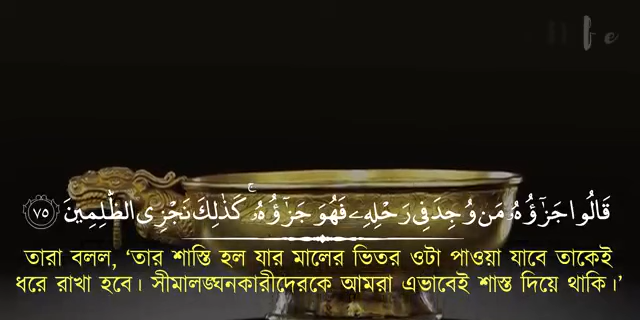 قَالُوا جَزَٰٓؤُهُۥ مَن وُجِدَ فِى رَحْلِهِۦ فَهُوَ جَزَٰٓؤُهُۥ ۚ كَذَٰلِكَ نَجْزِى ٱلظَّٰلِمِينَ ٧٥
তারা বলল, ‘তার শাস্তি হল যার মালের ভিতর ওটা পাওয়া যাবে তাকেই
ধরে রাখা হবে। সীমালঙ্ঘনকারীদেরকে আমরা এভাবেই শাস্ত দিয়ে থাকি।’